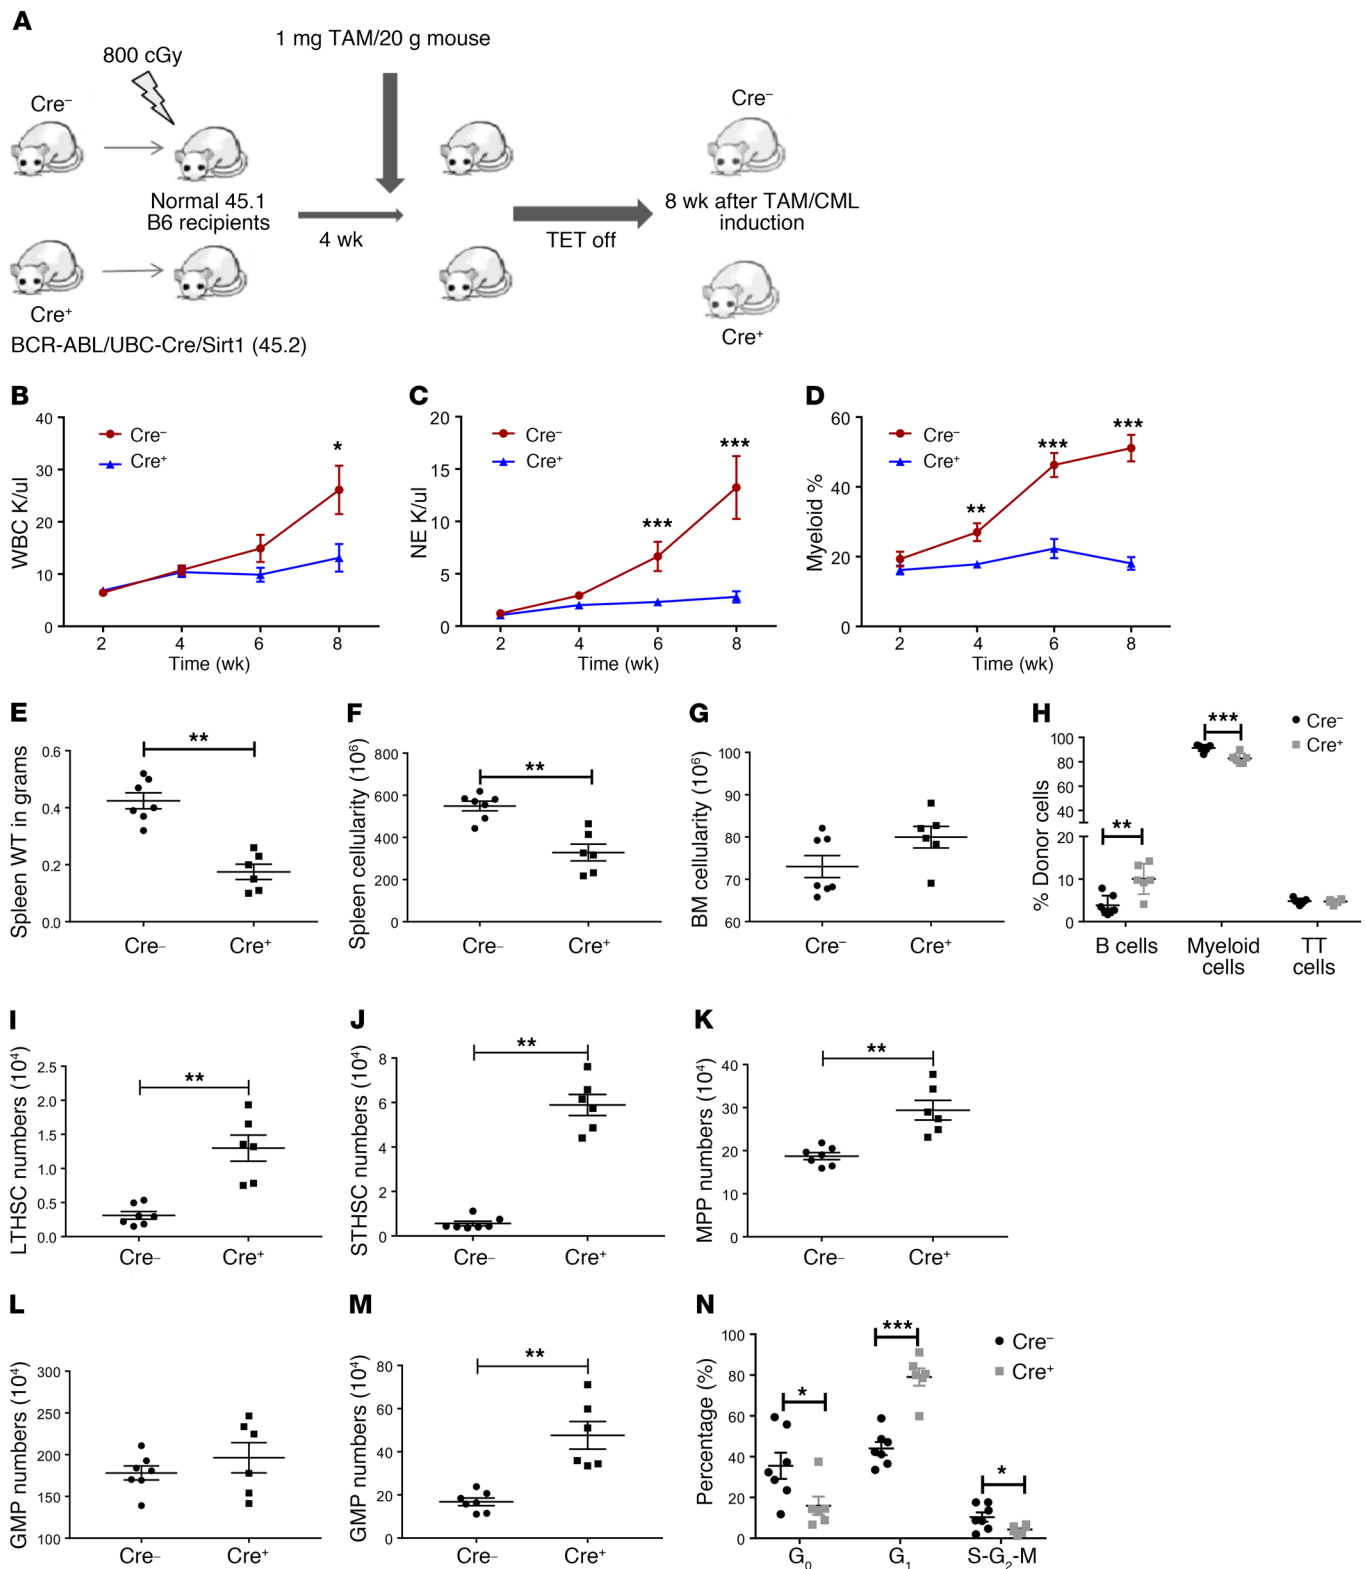 A
1 mg TAM/20 g mouse
800 cGy
Cre–
Cre–
Normal 45.1
B6 recipients
8 wk after TAM/CML
induction
4 wk
TET off
Cre+
Cre+
BCR-ABL/UBC-Cre/Sirt1 (45.2)
B
WBC K/ul
40
30
20
10
0
Cre–
Cre+
*
2 4 6 8
Time (wk)
C
NE K/ul
20
15
10
5
0
Cre–
Cre+
***
***
2 4 6 8
Time (wk)
D
Myeloid %
60
40
20
0
Cre–
Cre+
**
***
***
2 4 6 8
Time (wk)
E
Spleen WT in grams
0.6
0.4
0.2
0.0
**
Cre– Cre+
F
Spleen cellularity (10⁶)
800
600
400
200
0
**
Cre– Cre+
G
BM cellularity (10⁶)
100
90
80
70
60
Cre– Cre+
H
% Donor cells
100
80
60
40
20
10
0
***
**
Cre–
Cre+
B cells
Myeloid
cells
TT
cells
I
LTHSC numbers (10⁴)
2.5
2.0
1.5
1.0
0.5
0.0
**
Cre– Cre+
J
STHSC numbers (10⁴)
8
6
4
2
0
**
Cre– Cre+
K
MPP numbers (10⁴)
40
30
20
10
0
**
Cre– Cre+
L
GMP numbers (10⁴)
300
250
200
150
100
Cre– Cre+
M
GMP numbers (10⁴)
80
60
40
20
0
**
Cre– Cre+
N
Percentage (%)
100
80
60
40
20
0
*
***
*
Cre–
Cre+
G₀ G₁ S-G₂-M